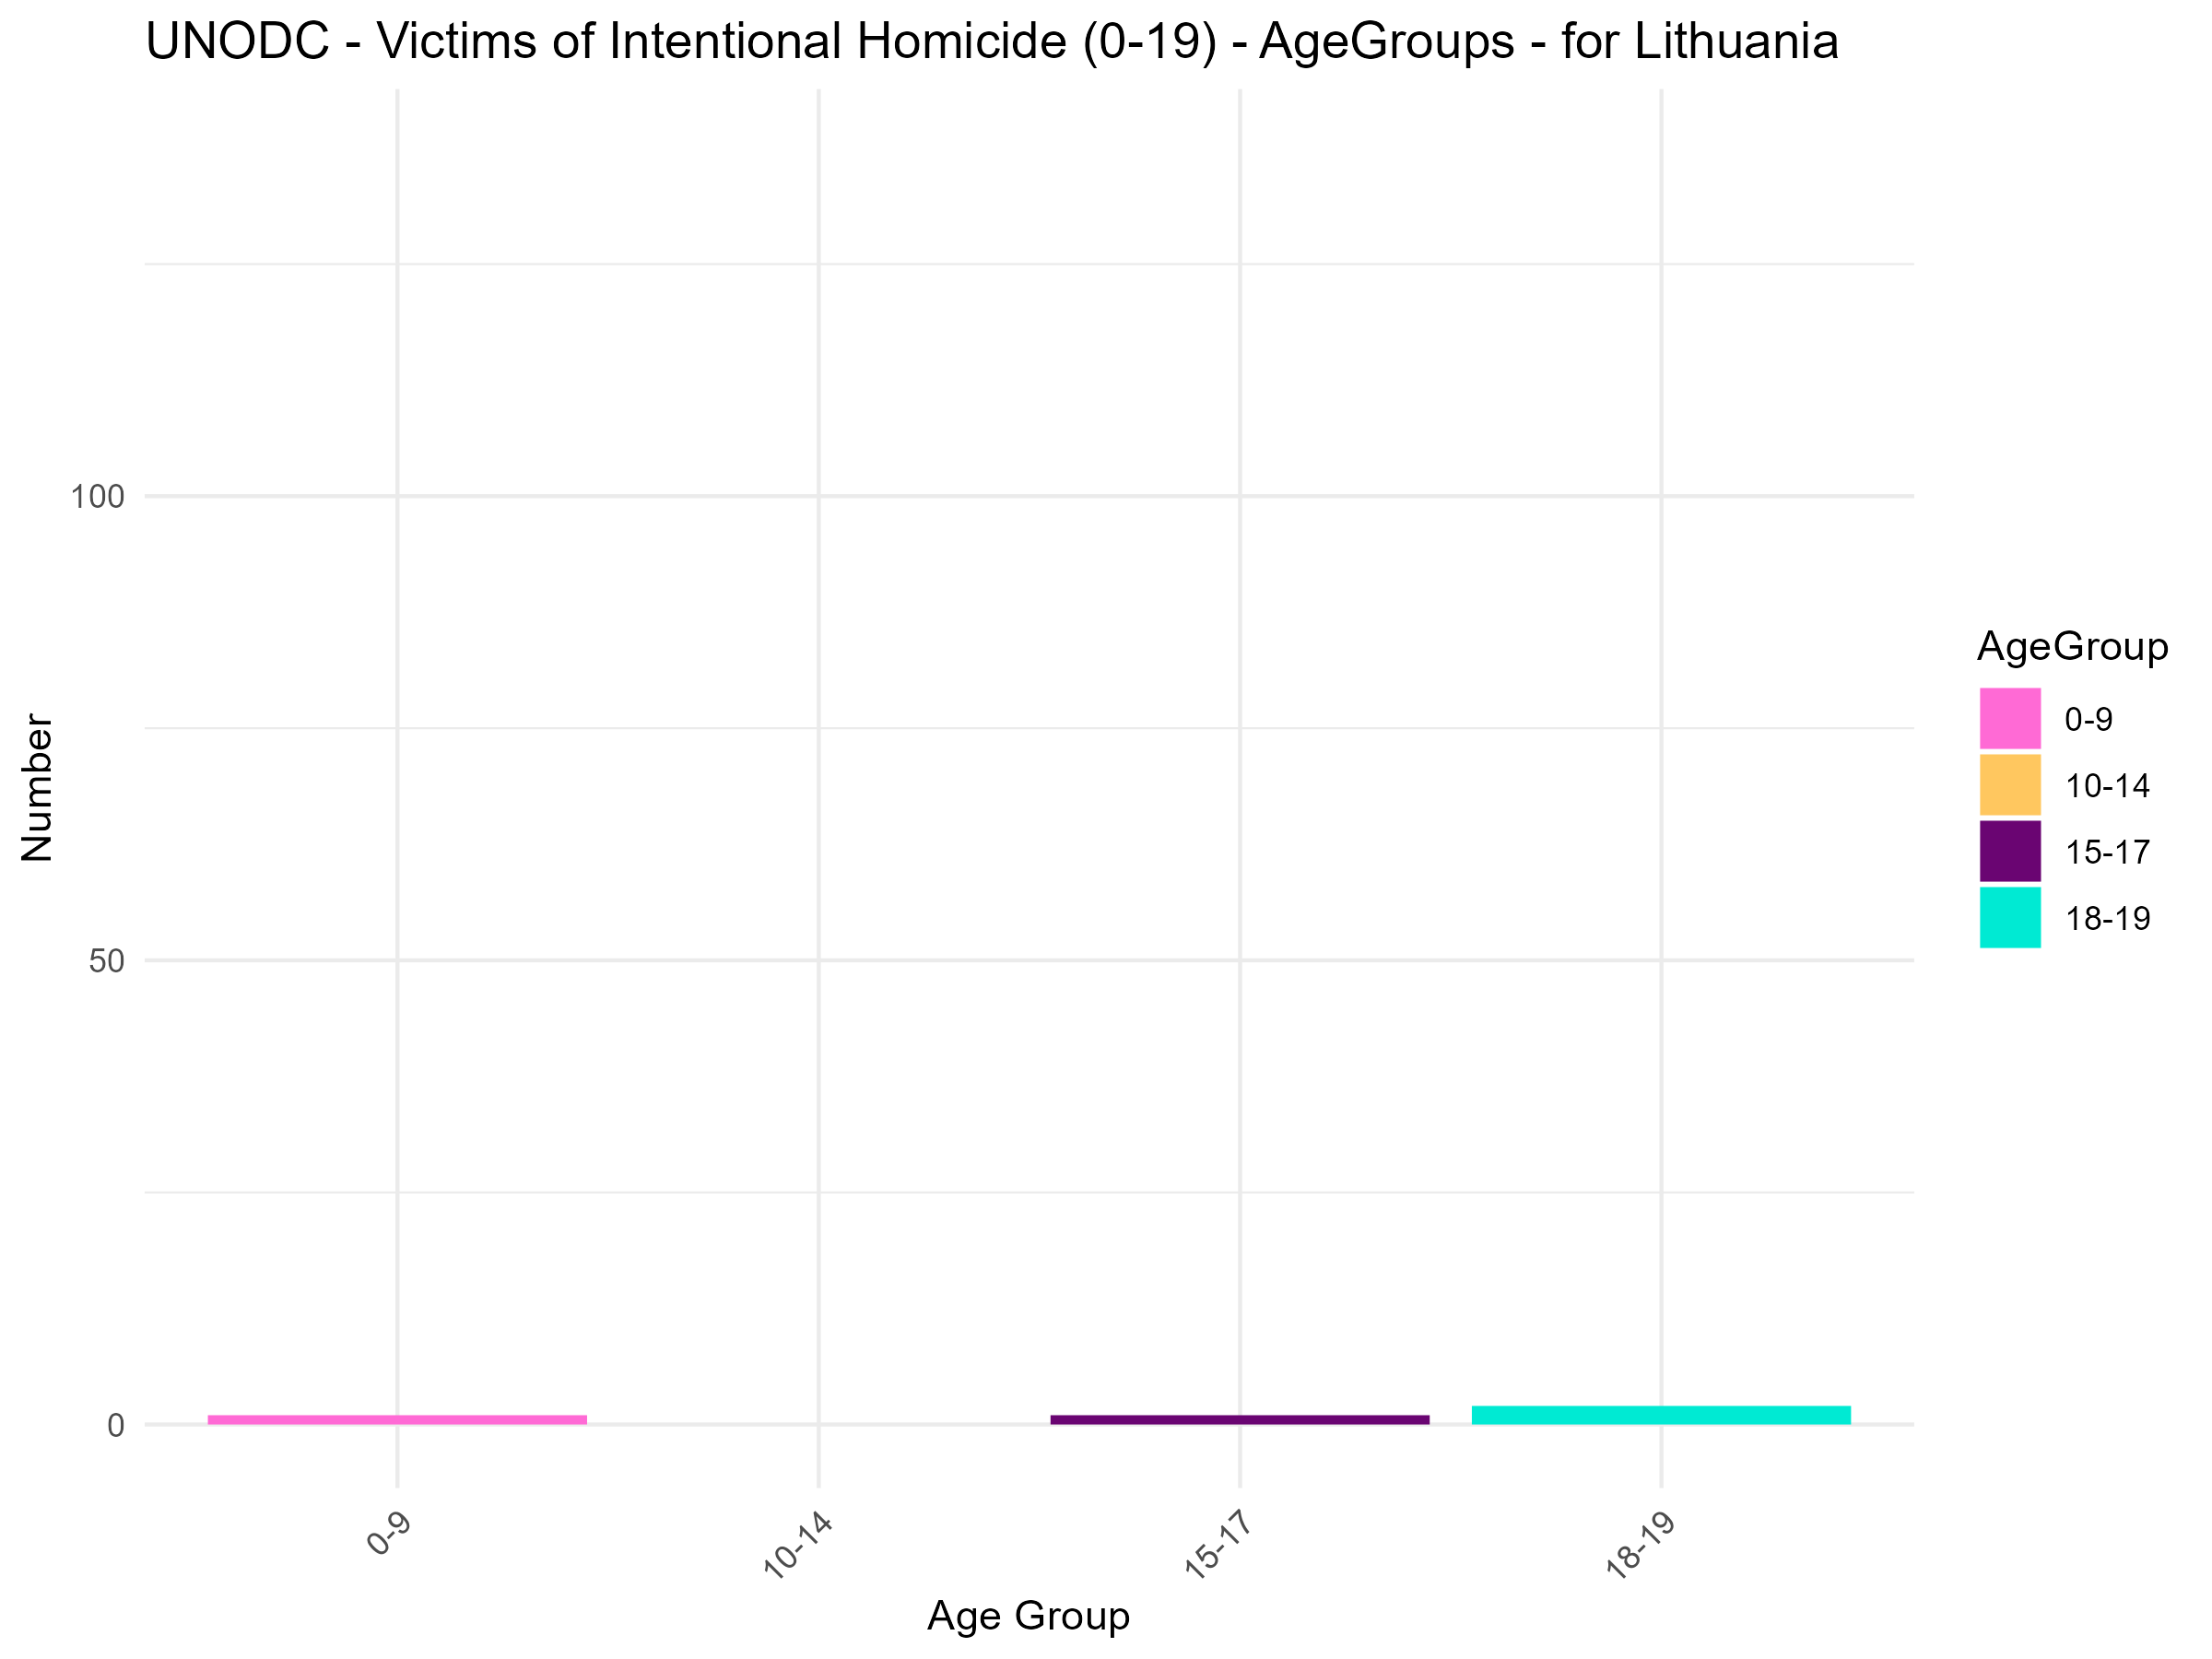 UNODC - Victims of Intentional Homicide (0-19) - AgeGroups - for Lithuania
100
50
0
Number
0-9
10-14
15-17
18-19
Age Group
AgeGroup
0-9
10-14
15-17
18-19